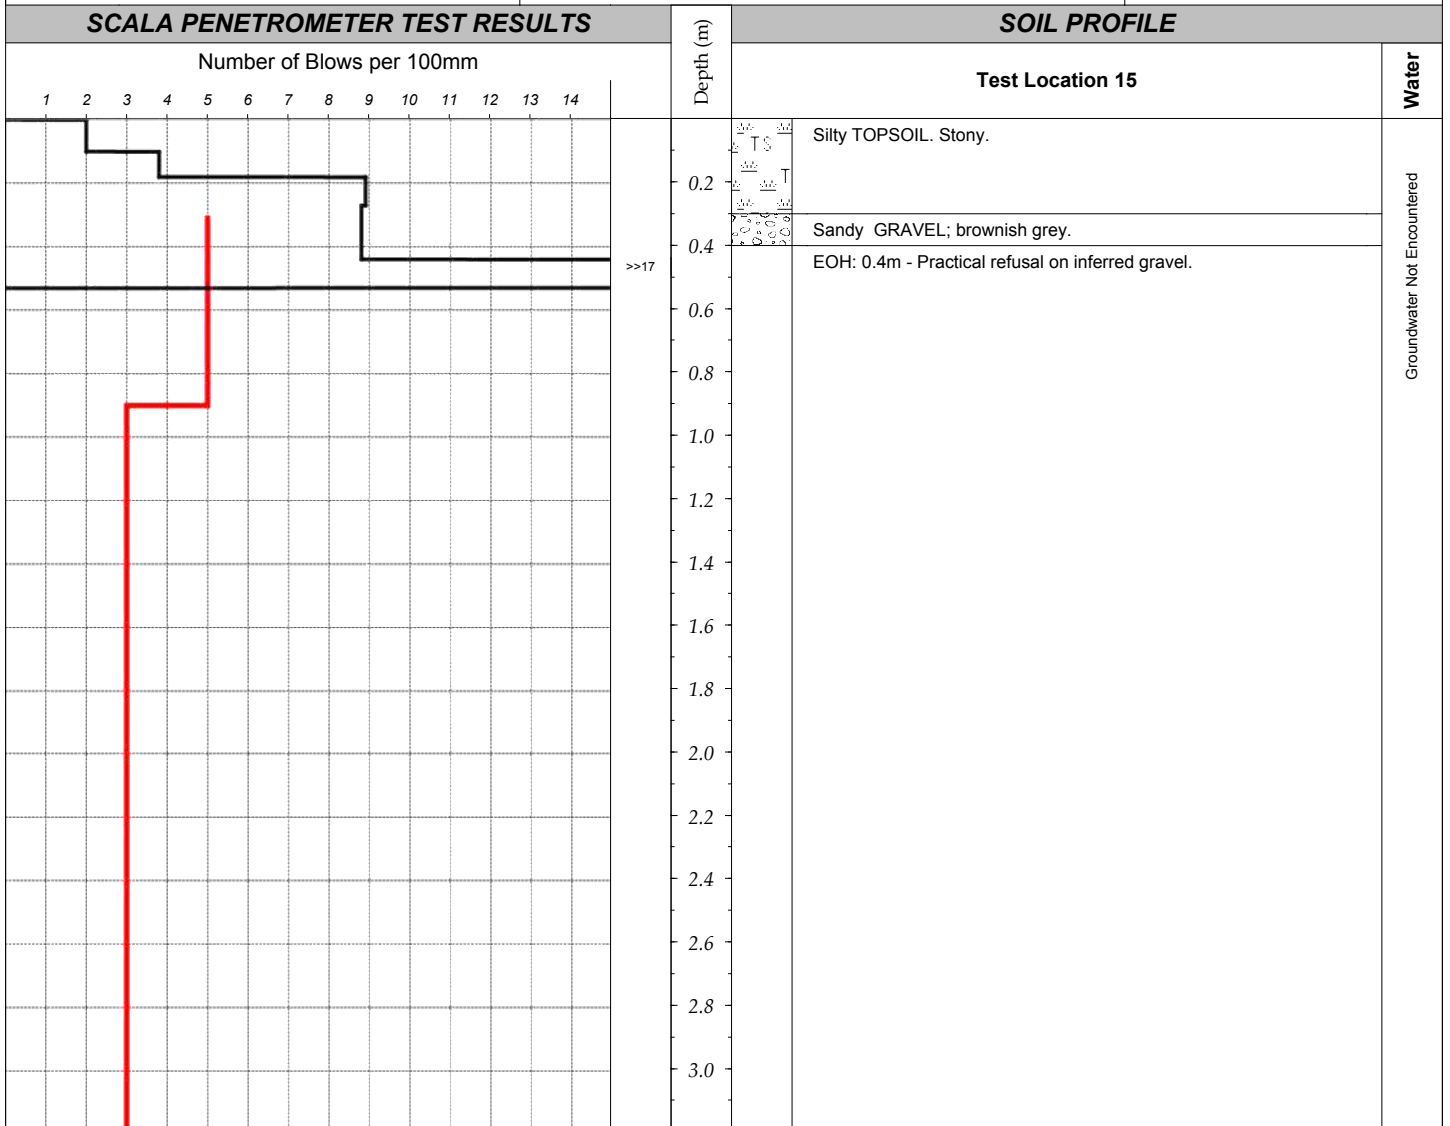 SCALA PENETROMETER TEST RESULTS
Depth (m)
SOIL PROFILE
Number of Blows per 100mm
Test Location 15
Water
1 2 3 4 5 6 7 8 9 10 11 12 13 14
Silty TOPSOIL. Stony.
T S
T
0.2
Sandy GRAVEL; brownish grey.
0.4
EOH: 0.4m - Practical refusal on inferred gravel.
>>17
Groundwater Not Encountered
0.6
0.8
1.0
1.2
1.4
1.6
1.8
2.0
2.2
2.4
2.6
2.8
3.0